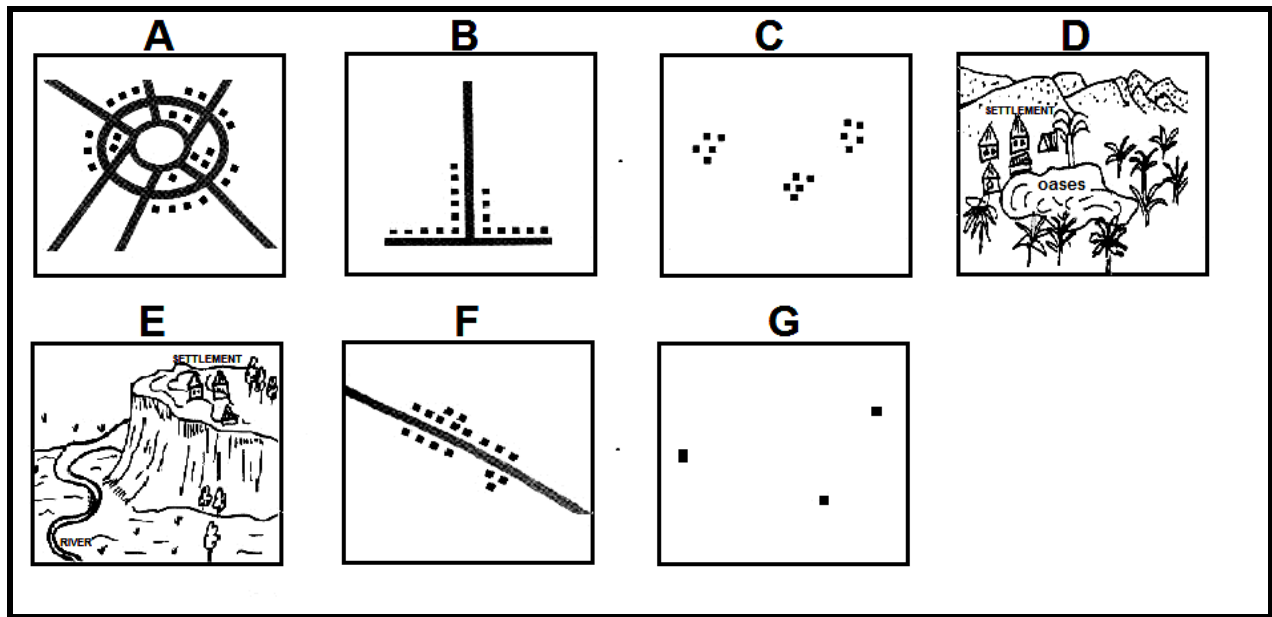 A B C D
SETTLEMENT
oases
E F G
SETTLEMENT
RIVER